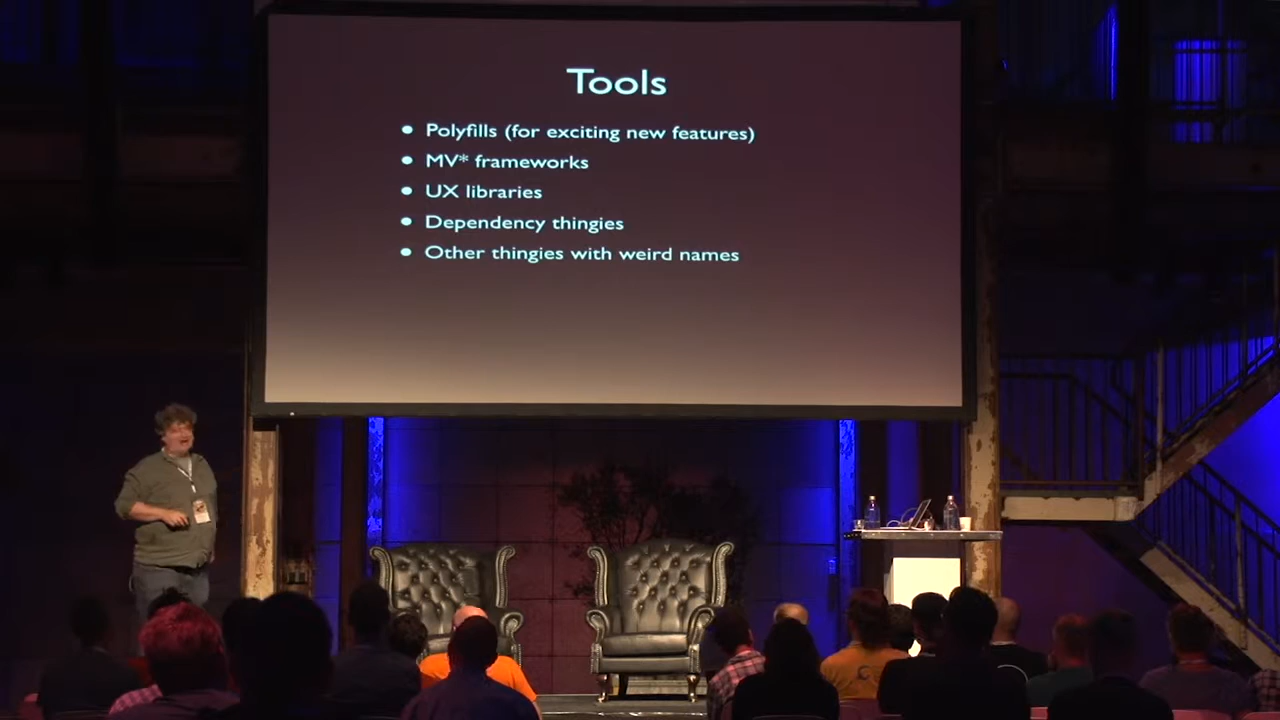 Tools
• Polyfills (for exciting new features)
• MV* frameworks
• UX libraries
• Dependency thingies
• Other thingies with weird names